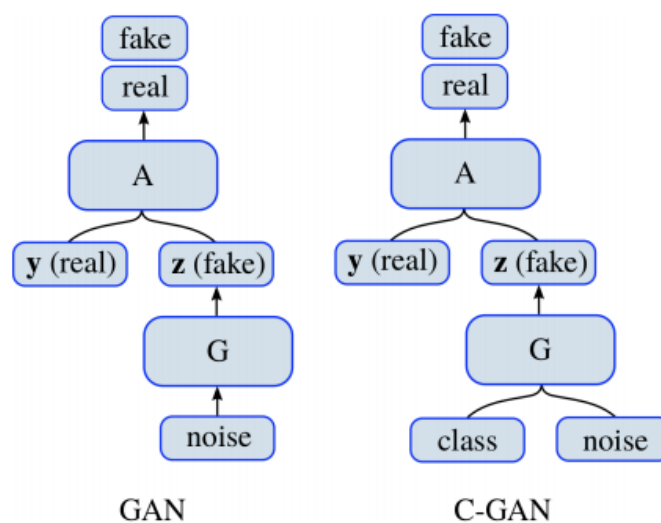 fake
real
A
y (real)
z (fake)
G
noise
GAN
fake
real
A
y (real)
z (fake)
G
class
noise
C-GAN